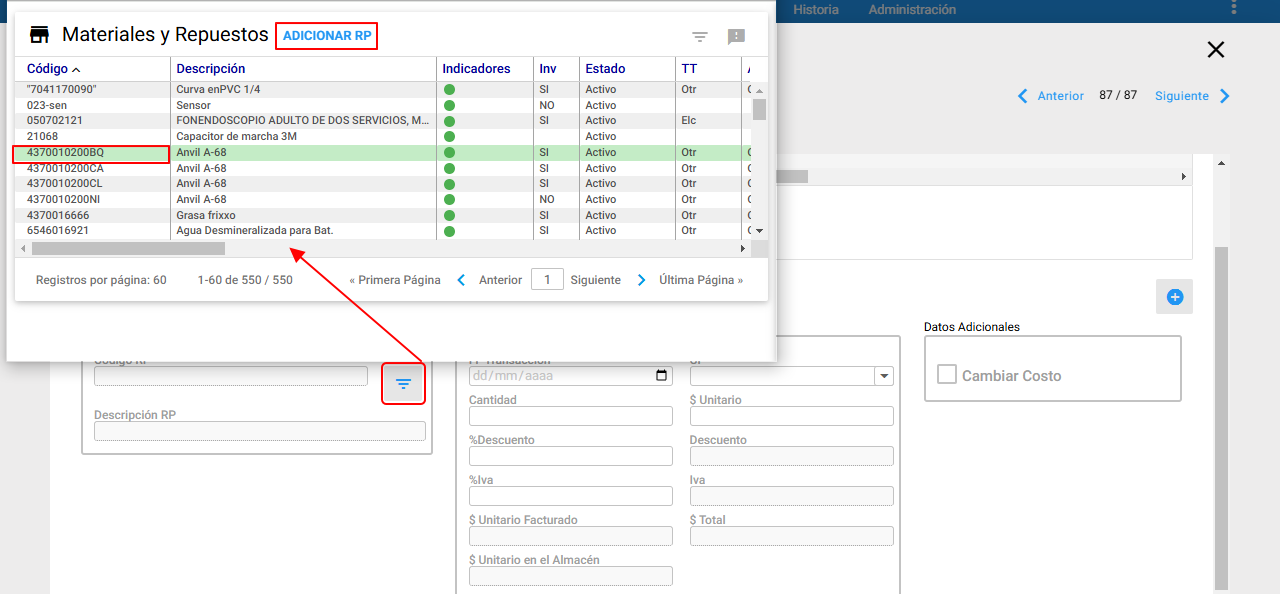 Historia Administración
Materiales y Repuestos ADICIONAR RP
Código Descripción Indicadores Inv Estado TT
"7041170090" Curva enPVC 1/4 SI Activo Otr
023-sen Sensor NO Activo
050702121 FONENDOSCOPIO ADULTO DE DOS SERVICIOS, M... SI Activo Elc
21068 Capacitor de marcha 3M Activo
4370010200BQ Anvil A-68 SI Activo Otr
4370010200CA Anvil A-68 SI Activo Otr
4370010200CL Anvil A-68 SI Activo Otr
4370010200NI Anvil A-68 NO Activo Otr
4370016666 Grasa frixxo SI Activo Otr
6546016921 Agua Desmineralizada para Bat. SI Activo Otr
Registros por página: 60 1-60 de 550 / 550 « Primera Página Anterior 1 Siguiente Última Página »
Anterior 87 / 87 Siguiente
Código RP
Descripción RP
dd/mm/aaaa
Cantidad $ Unitario
%Descuento Descuento
%Iva Iva
$ Unitario Facturado $ Total
$ Unitario en el Almacén
Datos Adicionales
Cambiar Costo